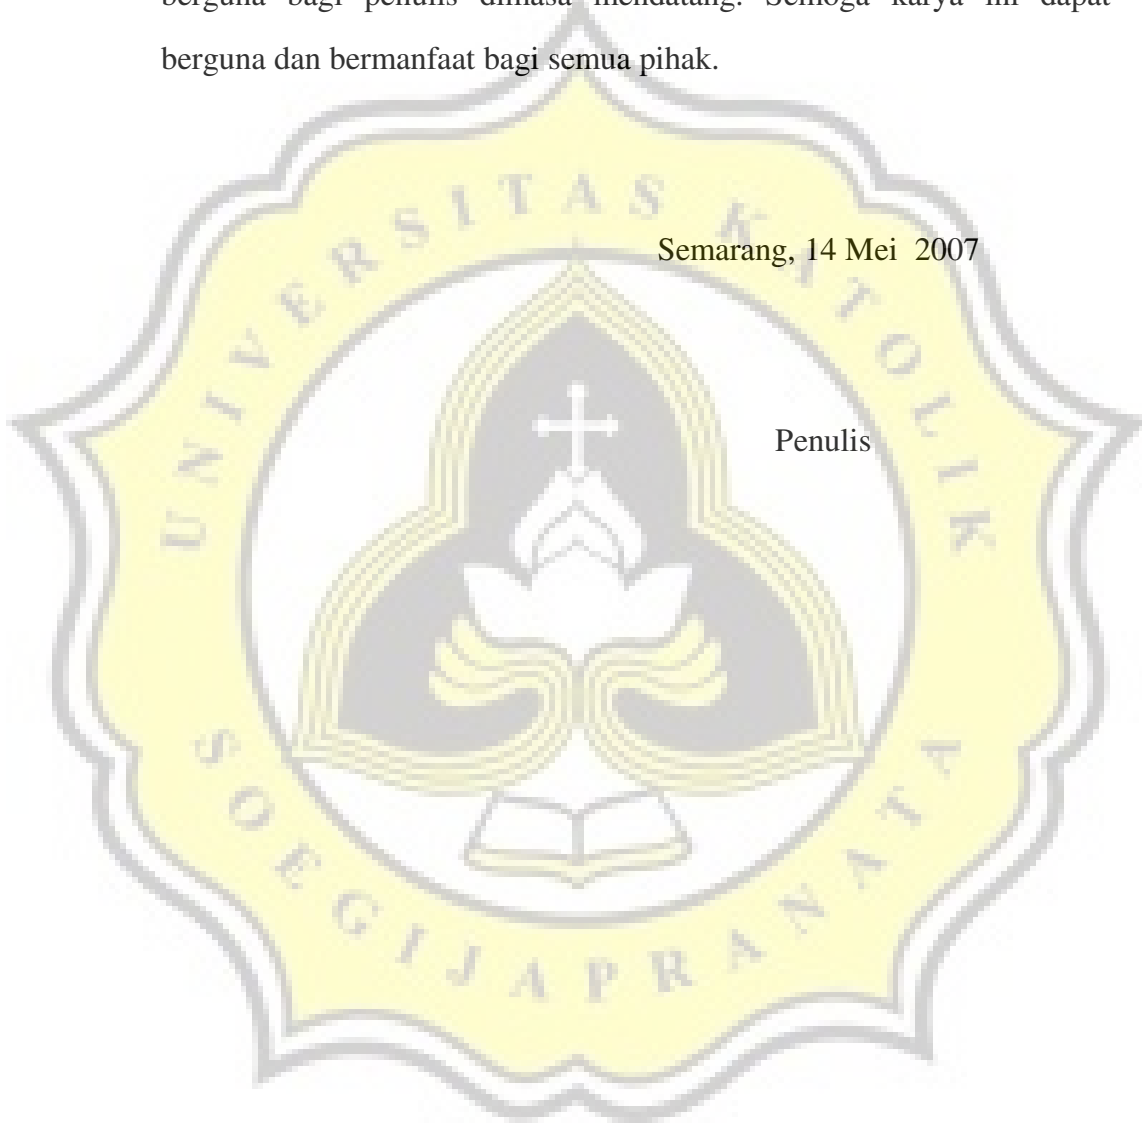 berguna bagi penulis dimasa mendatang. Semoga karya ini dapat
berguna dan bermanfaat bagi semua pihak.
UNIVERSITAS KATOLIK
Semarang, 14 Mei 2007
Penulis
SOEGIJAPRANATA